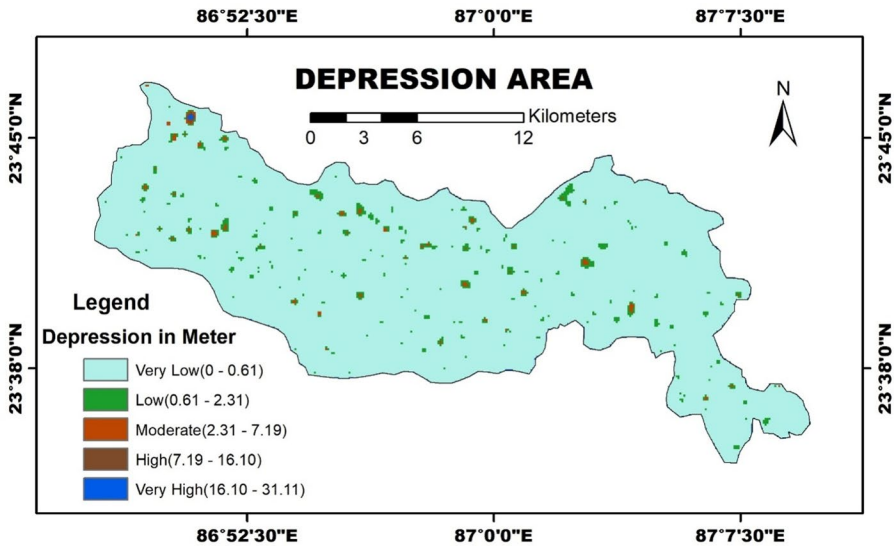 86°52'30"E 87°0'0"E 87°7'30"E
DEPRESSION AREA
N
Kilometers
0 3 6 12
23°45'0"N 23°45'0"N
Legend
Depression in Meter
Very Low(0 - 0.61)
Low(0.61 - 2.31)
Moderate(2.31 - 7.19)
High(7.19 - 16.10)
Very High(16.10 - 31.11)
23°38'0"N 23°38'0"N
86°52'30"E 87°0'0"E 87°7'30"E